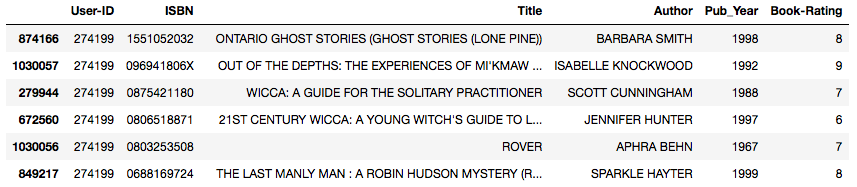 User-ID ISBN Title Author Pub_Year Book-Rating
874166 274199 1551052032 ONTARIO GHOST STORIES (GHOST STORIES (LONE PINE)) BARBARA SMITH 1998 8
1030057 274199 096941806X OUT OF THE DEPTHS: THE EXPERIENCES OF MI'KMAW ... ISABELLE KNOCKWOOD 1992 9
279944 274199 0875421180 WICCA: A GUIDE FOR THE SOLITARY PRACTITIONER SCOTT CUNNINGHAM 1988 7
672560 274199 0806518871 21ST CENTURY WICCA: A YOUNG WITCH'S GUIDE TO L... JENNIFER HUNTER 1997 6
1030056 274199 0803253508 ROVER APHRA BEHN 1967 7
849217 274199 0688169724 THE LAST MANLY MAN : A ROBIN HUDSON MYSTERY (R... SPARKLE HAYTER 1999 8